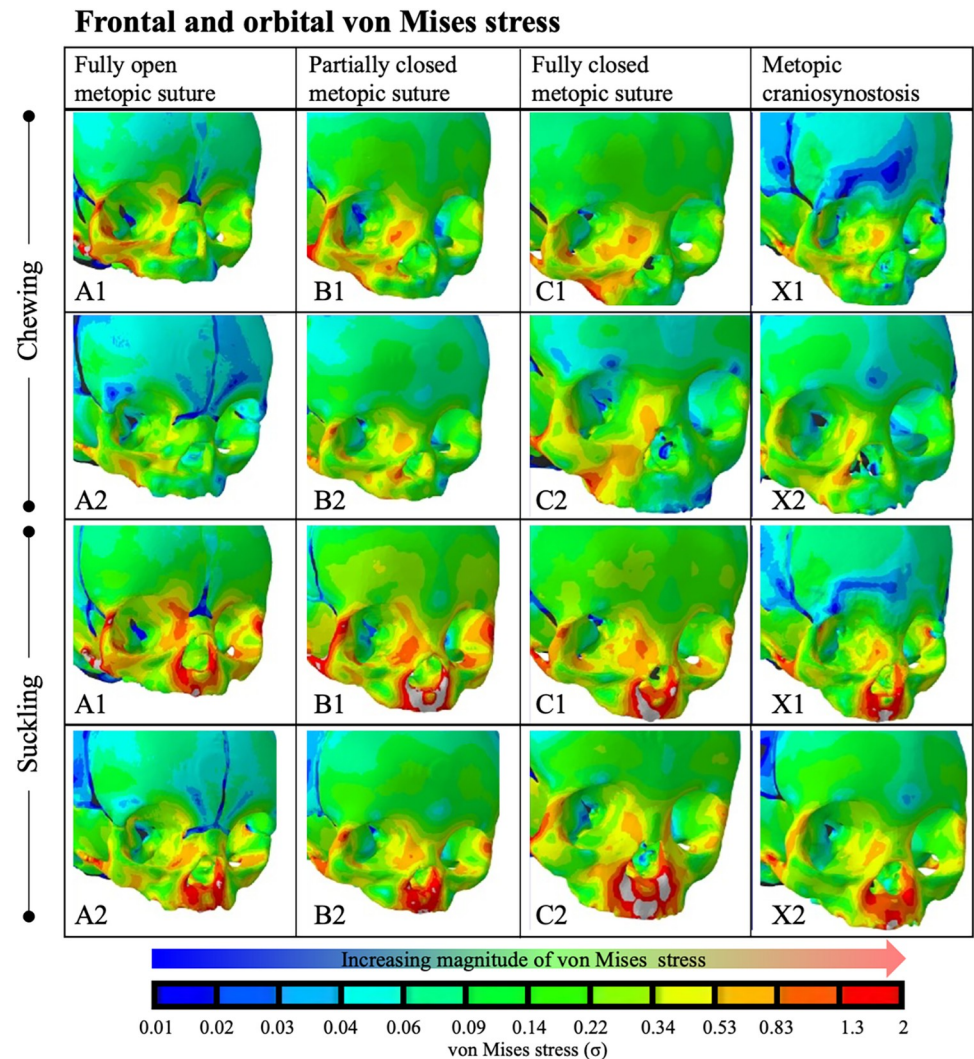 Frontal and orbital von Mises stress
Fully open
metopic suture
Partially closed
metopic suture
Fully closed
metopic suture
Metopic
craniosynostosis
Chewing
A1
B1
C1
X1
A2
B2
C2
X2
Suckling
A1
B1
C1
X1
A2
B2
C2
X2
Increasing magnitude of von Mises stress
0.01 0.02 0.03 0.04 0.06 0.09 0.14 0.22 0.34 0.53 0.83 1.3 2
von Mises stress (σ)